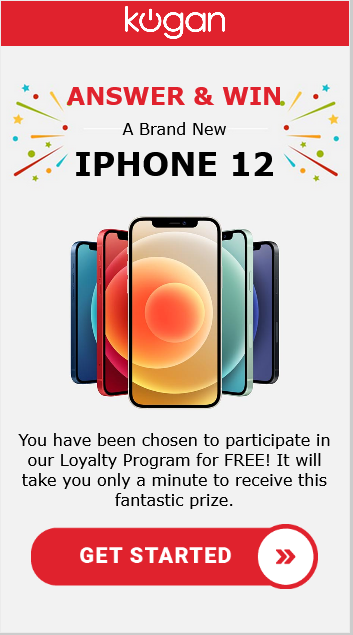 kogan
ANSWER & WIN
A Brand New
IPHONE 12
You have been chosen to participate in
our Loyalty Program for FREE! It will
take you only a minute to receive this
fantastic prize.
GET STARTED